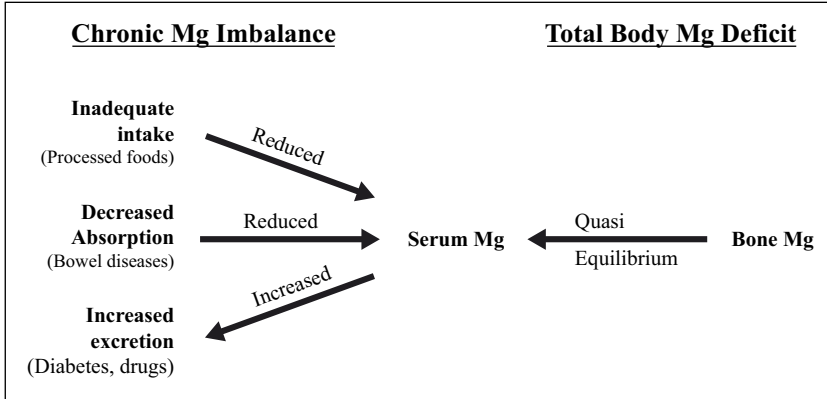 Chronic Mg Imbalance
Total Body Mg Deficit
Inadequate
intake
(Processed foods)
Reduced
Decreased
Absorption
(Bowel diseases)
Reduced
Serum Mg
Quasi
Equilibrium
Bone Mg
Increased
Increased
excretion
(Diabetes, drugs)